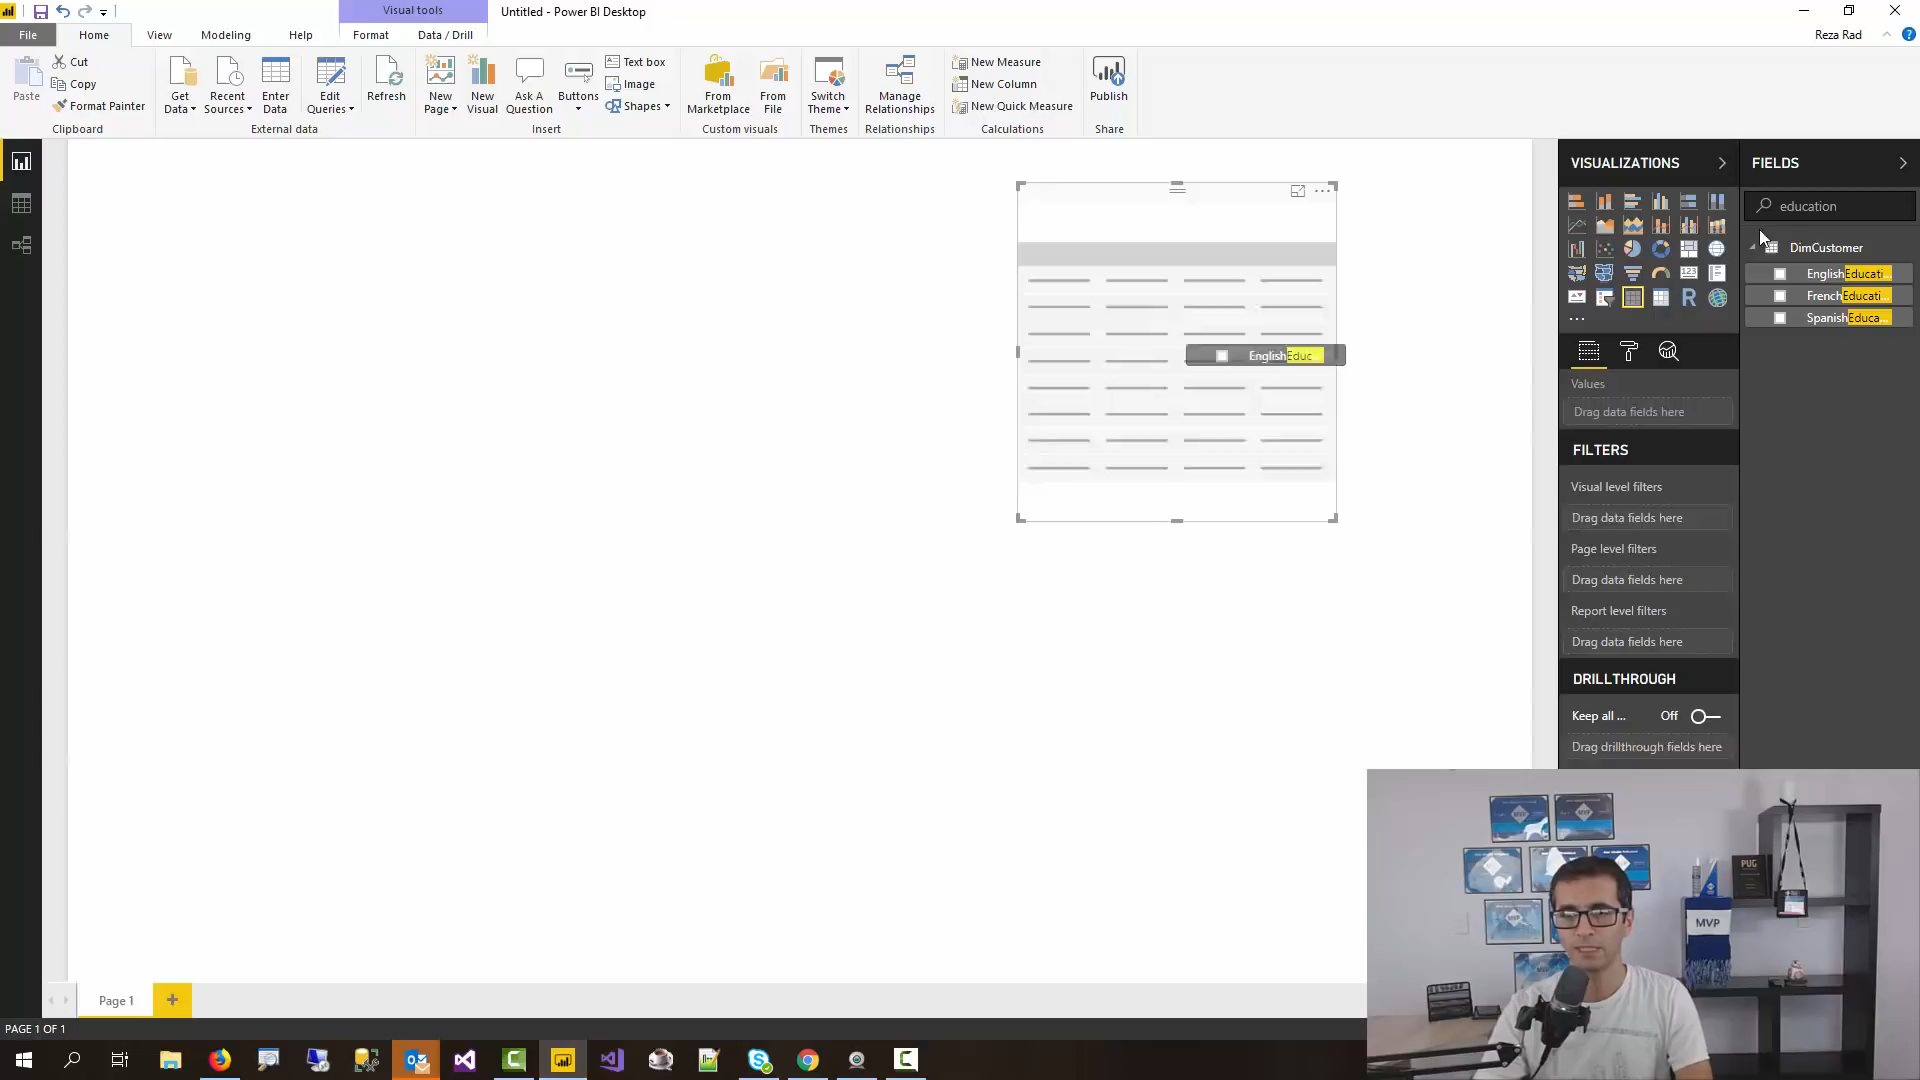 Visual tools
Untitled - Power BI Desktop
File
Home
View
Modeling
Help
Format
Data / Drill
Reza Rad
Paste
Cut
Copy
Format Painter
Clipboard
Get Data
Recent Sources
Enter Data
Edit Queries
Refresh
External data
New Page
New Visual
Ask A Question
Buttons
Text box
Image
Shapes
Insert
From Marketplace
From File
Custom visuals
Switch Theme
Themes
Manage Relationships
Relationships
New Measure
New Column
New Quick Measure
Calculations
Publish
Share
VISUALIZATIONS
FIELDS
education
DimCustomer
EnglishEducati...
FrenchEducati...
SpanishEduca...
EnglishEduc
123
R
Values
Drag data fields here
FILTERS
Visual level filters
Drag data fields here
Page level filters
Drag data fields here
Report level filters
Drag data fields here
DRILLTHROUGH
Keep all ...
Off
Drag drillthrough fields here
PUG
MVP
Page 1
PAGE 1 OF 1